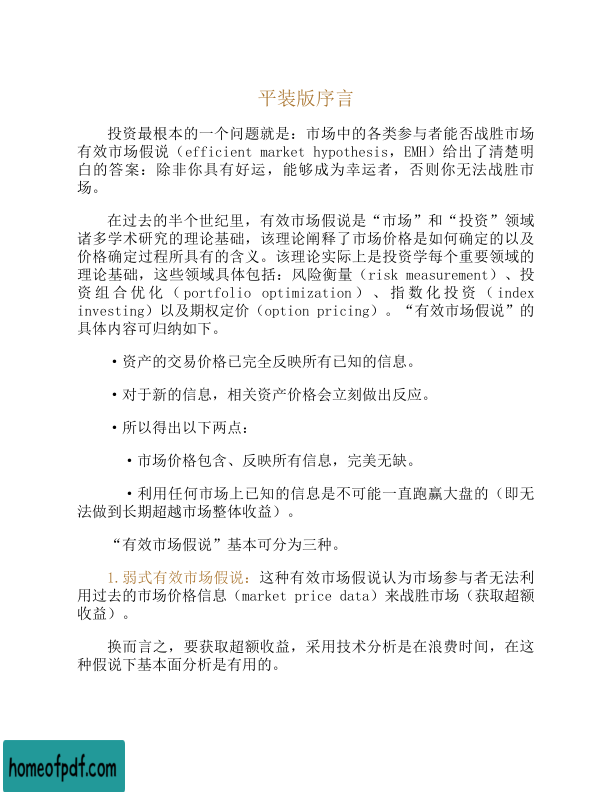 平装版序言
投资最根本的一个问题就是：市场中的各类参与者能否战胜市场
有效市场假说（efficient market hypothesis，EMH）给出了清楚明
白的答案：除非你具有好运，能够成为幸运者，否则你无法战胜市
场。
在过去的半个世纪里，有效市场假说是“市场”和“投资”领域
诸多学术研究的理论基础，该理论阐释了市场价格是如何确定的以及
价格确定过程所具有的含义。该理论实际上是投资学每个重要领域的
理论基础，这些领域具体包括：风险衡量（risk measurement）、投
资组合优化（portfolio optimization）、指数化投资（index
investing）以及期权定价（option pricing）。“有效市场假说”的
具体内容可归纳如下。
·资产的交易价格已完全反映所有已知的信息。
·对于新的信息，相关资产价格会立刻做出反应。
·所以得出以下两点：
·市场价格包含、反映所有信息，完美无缺。
·利用任何市场上已知的信息是不可能一直跑赢大盘的（即无
法做到长期超越市场整体收益）。
“有效市场假说”基本可分为三种。
1.弱式有效市场假说：这种有效市场假说认为市场参与者无法利
用过去的市场价格信息（market price data）来战胜市场（获取超额
收益）。
换而言之，要获取超额收益，采用技术分析是在浪费时间，在这
种假说下基本面分析是有用的。
homeofpdf.com